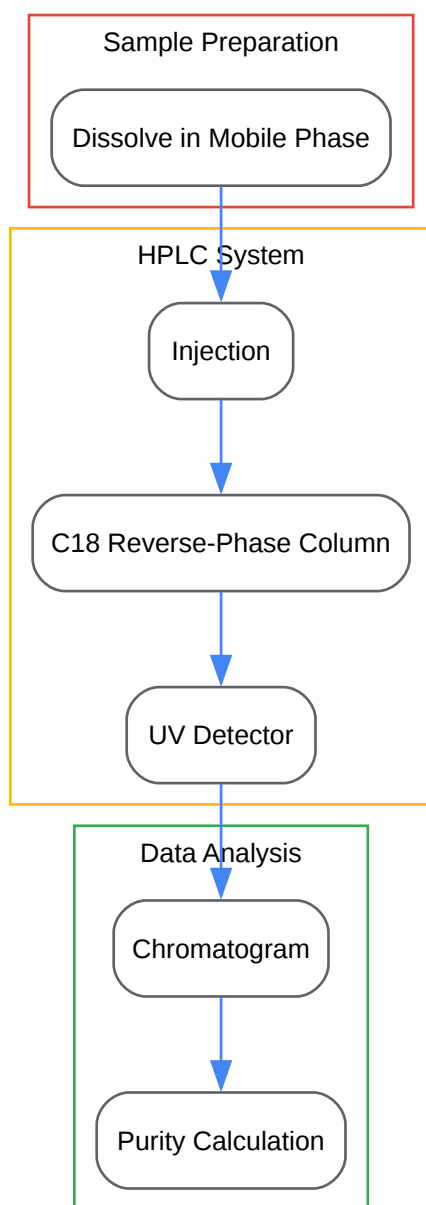 Sample Preparation
Dissolve in Mobile Phase
HPLC System
Injection
C18 Reverse-Phase Column
UV Detector
Data Analysis
Chromatogram
Purity Calculation